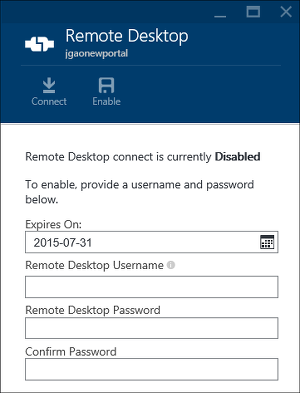 Remote Desktop
jgaonewportal
Connect
Enable
Remote Desktop connect is currently Disabled
To enable, provide a username and password
below.
Expires On:
2015-07-31
Remote Desktop Username
Remote Desktop Password
Confirm Password